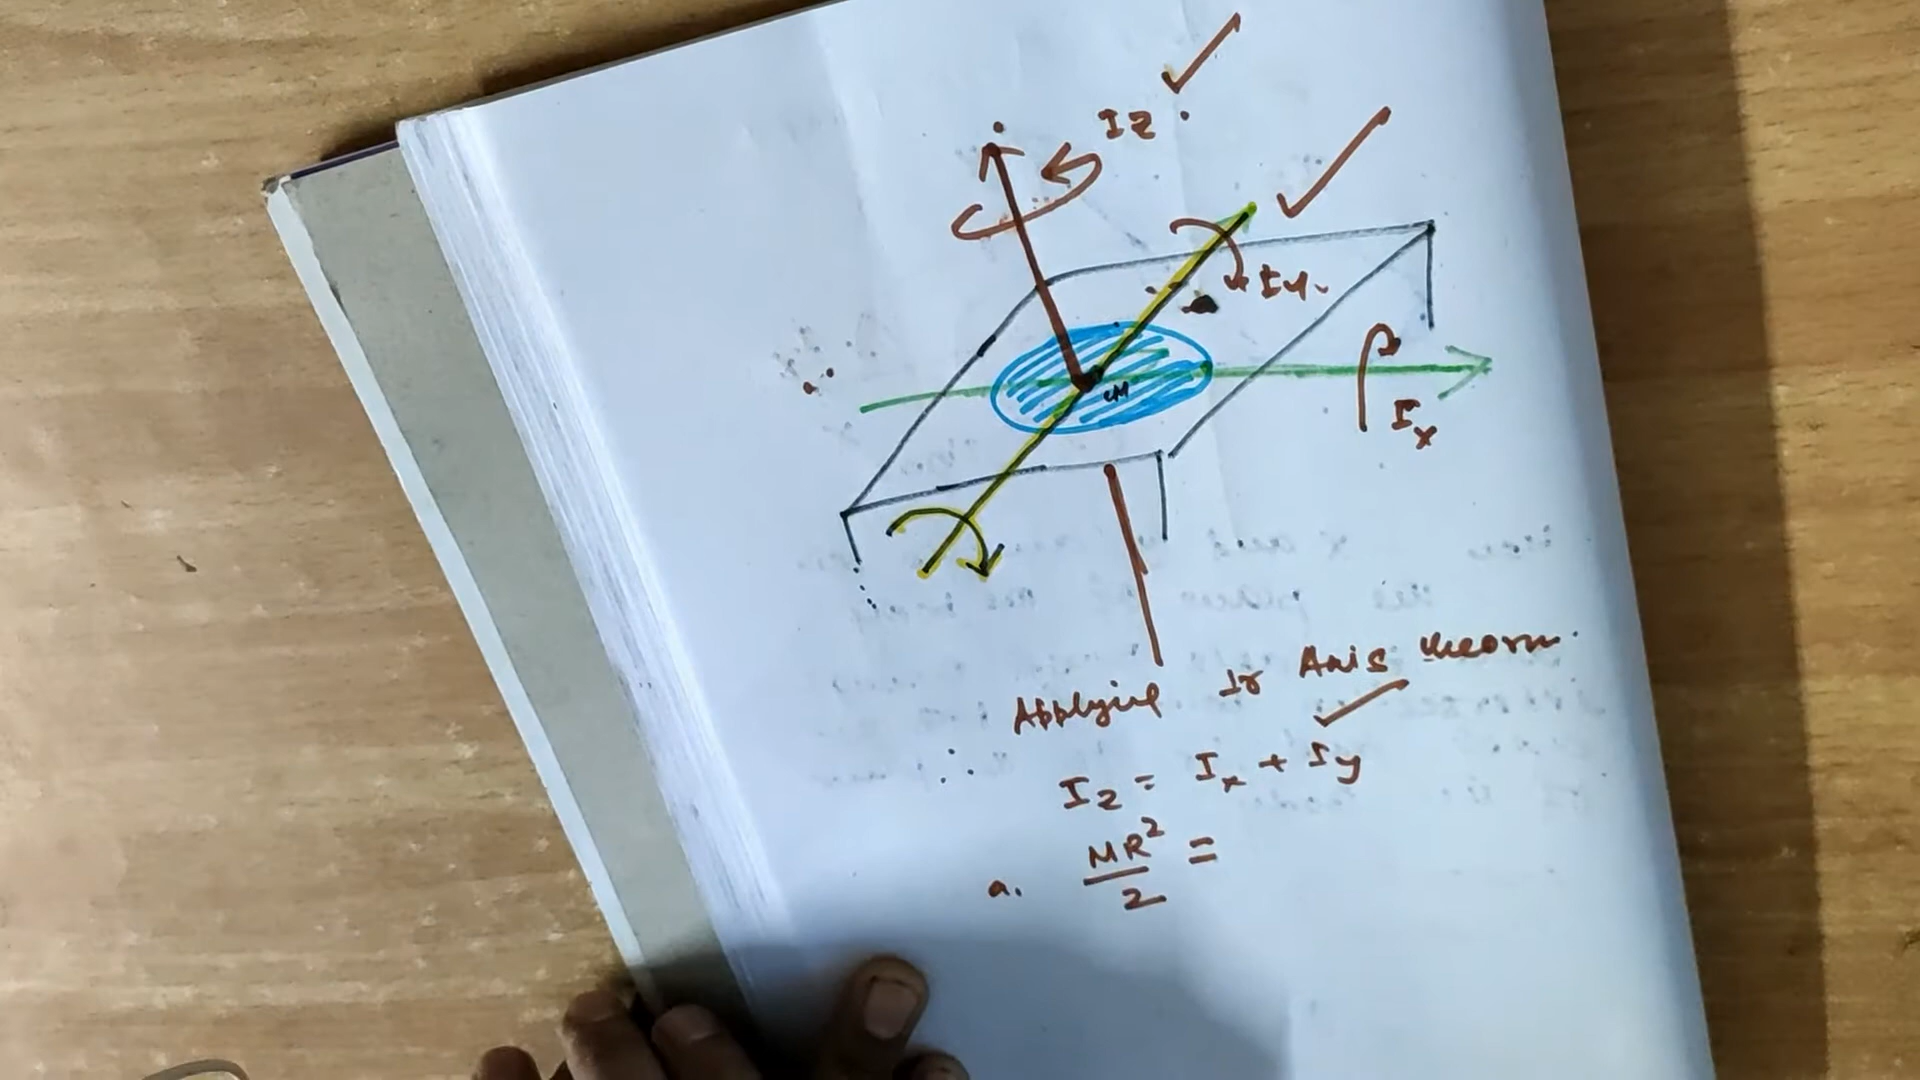 Iz
Iy
CM
Ix
Applying ⊥r Axis theorm.
∴ Iz = Ix + Iy
a. MR²/2 =